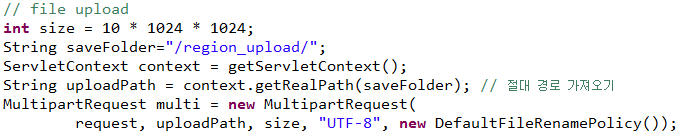 // file upload
int size = 10 * 1024 * 1024;
String saveFolder="/region_upload/";
ServletContext context = getServletContext();
String uploadPath = context.getRealPath(saveFolder); // 절대 경로 가져오기
MultipartRequest multi = new MultipartRequest(
request, uploadPath, size, "UTF-8", new DefaultFileRenamePolicy());